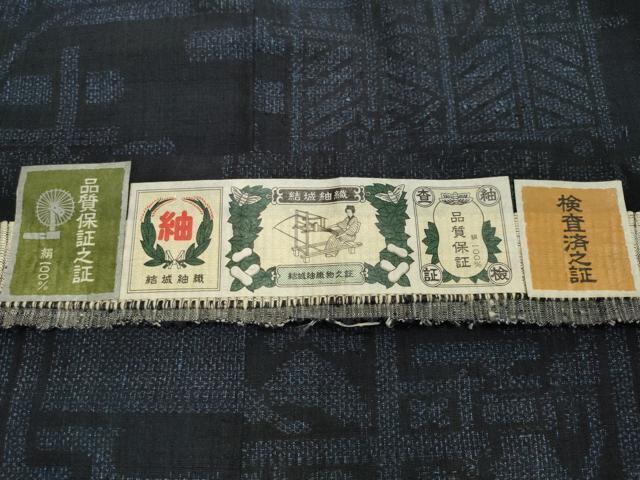 品質保証之証
絹
100%
紬
結城紬織
結城紬織
結城紬織物之証
紬
査
検
証
品質保証
絹100%
検査済之証